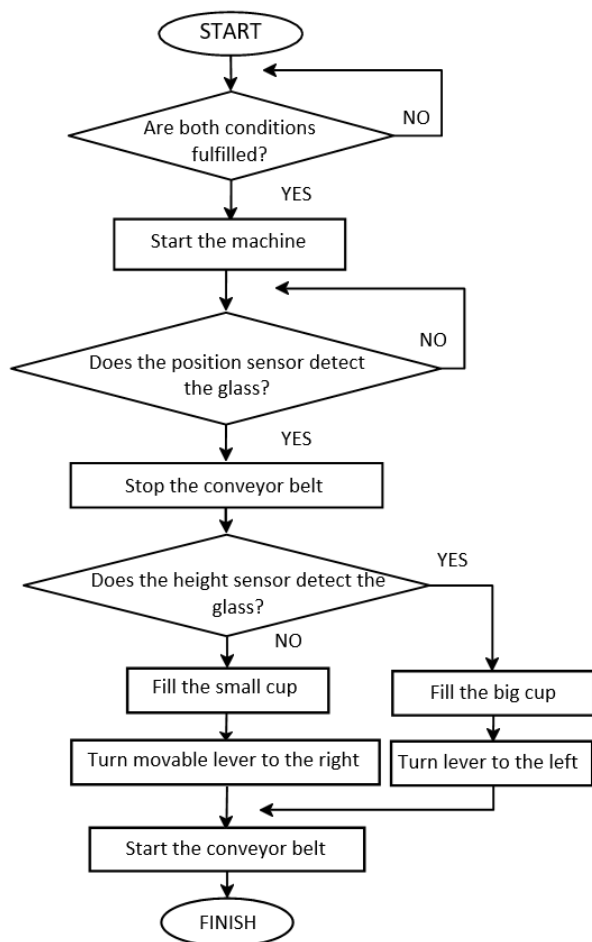 START
NO
Are both conditions
fulfilled?
YES
Start the machine
NO
Does the position sensor detect
the glass?
YES
Stop the conveyor belt
YES
Does the height sensor detect the
glass?
NO
Fill the small cup
Fill the big cup
Turn movable lever to the right
Turn lever to the left
Start the conveyor belt
FINISH